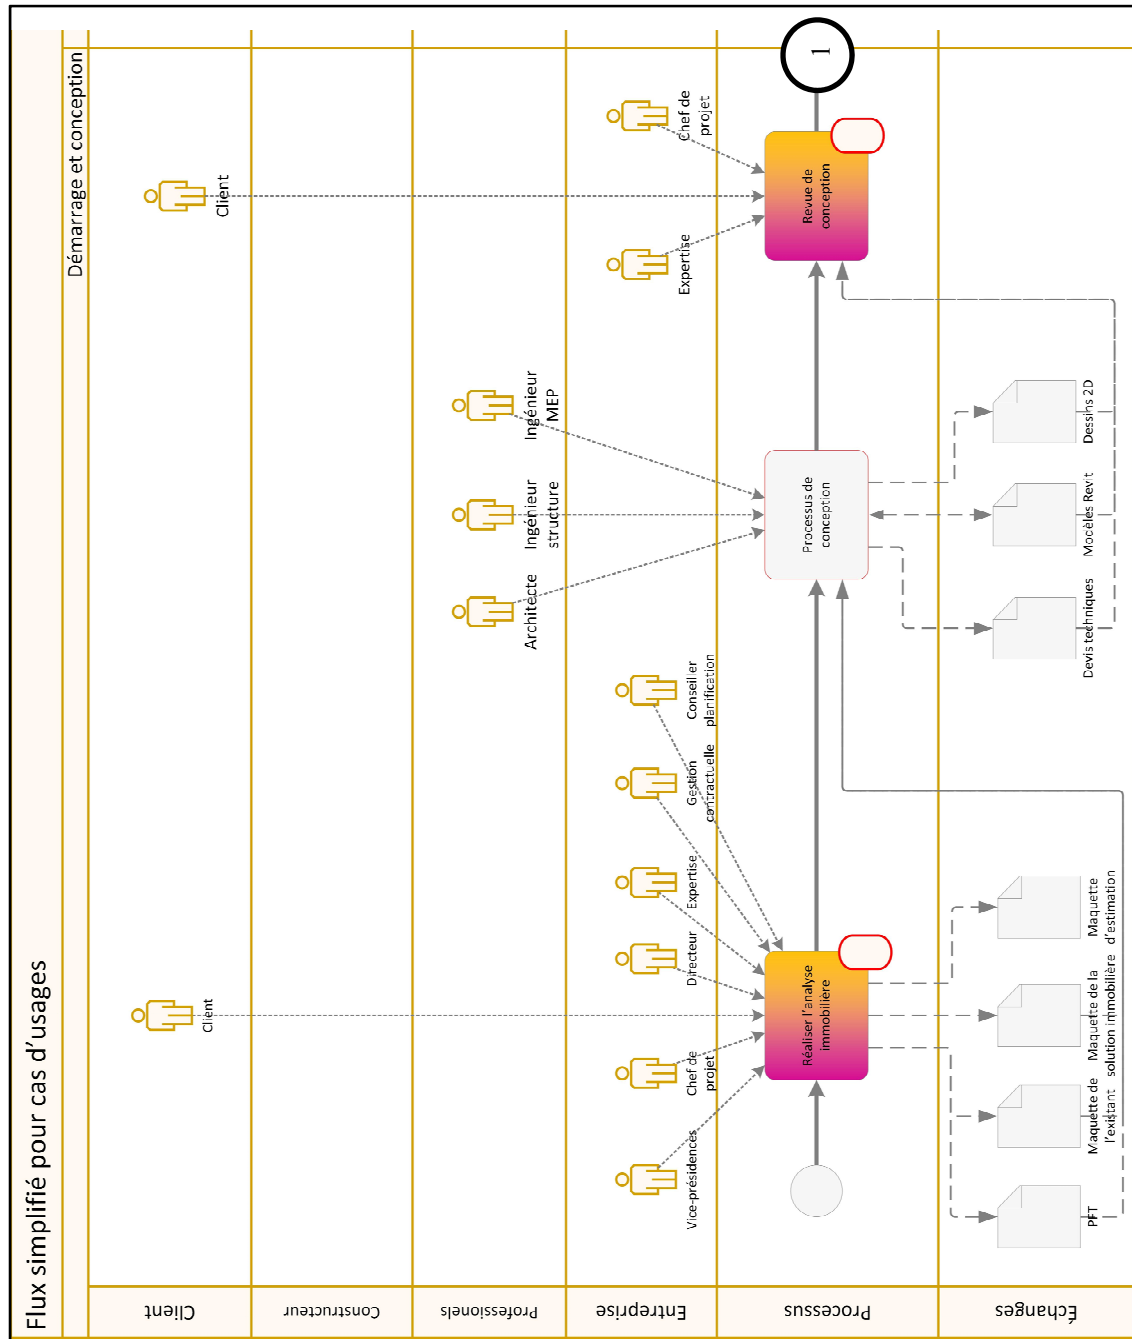 Flux simplifié pour cas d'usages
Démarrage et conception
Client
Client
Client
Constructeur
Professionels
Architecte
Ingénieur
structure
Ingénieur
MEP
Entreprise
Vice-présidences
Chef de
projet
Directeur
Expertise
Gestion
contractuelle
Conseiller
planification
Expertise
Chef de
projet
Processus
Réaliser l'analyse
immobilière
Processus de
conception
Revue de
conception
1
Échanges
PFT
Maquette de
l'existant
Maquette de la
solution immobilière
Maquette
d'estimation
Devis techniques
Modèles Revit
Dessins 2D